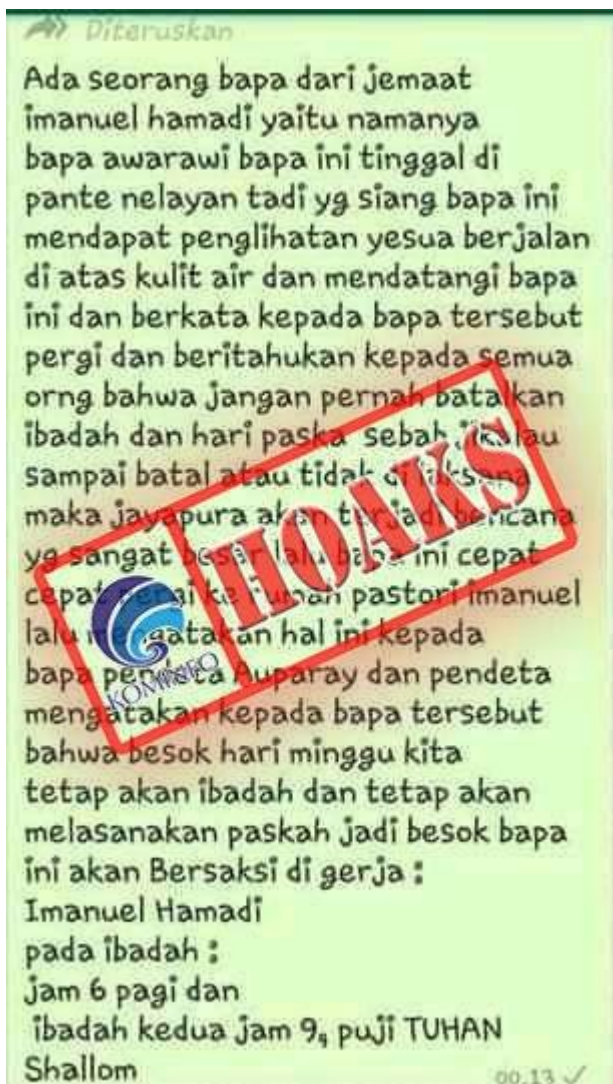 Diteruskan
Ada seorang bapa dari jemaat
imanuel hamadi yaitu namanya
bapa awarawi bapa ini tinggal di
pante nelayan tadi yg siang bapa ini
mendapat penglihatan yesua berjalan
di atas kulit air dan mendatangi bapa
ini dan berkata kepada bapa tersebut
pergi dan beritahukan kepada semua
orng bahwa jangan pernah batalkan
ibadah dan hari paska sebah jikalau
sampai batal atau tidak di laksana
maka jayapura akan terjadi bencana
yg sangat besar lalu bapa ini cepat
cepat pergi ke rumah pastori imanuel
lalu mengatakan hal ini kepada
bapa pendeta Auparay dan pendeta
mengatakan kepada bapa tersebut
bahwa besok hari minggu kita
tetap akan ibadah dan tetap akan
melasanakan paskah jadi besok bapa
ini akan Bersaksi di gerja :
Imanuel Hamadi
pada ibadah :
jam 6 pagi dan
ibadah kedua jam 9, puji TUHAN
Shallom
00.13
HOAKS
KOMINFO